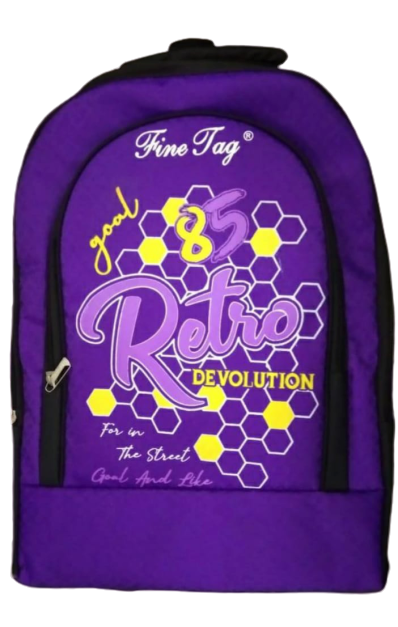 Fine Tag®
goal
85
Retro
DEVOLUTION
For in
The Street
Goal And Like